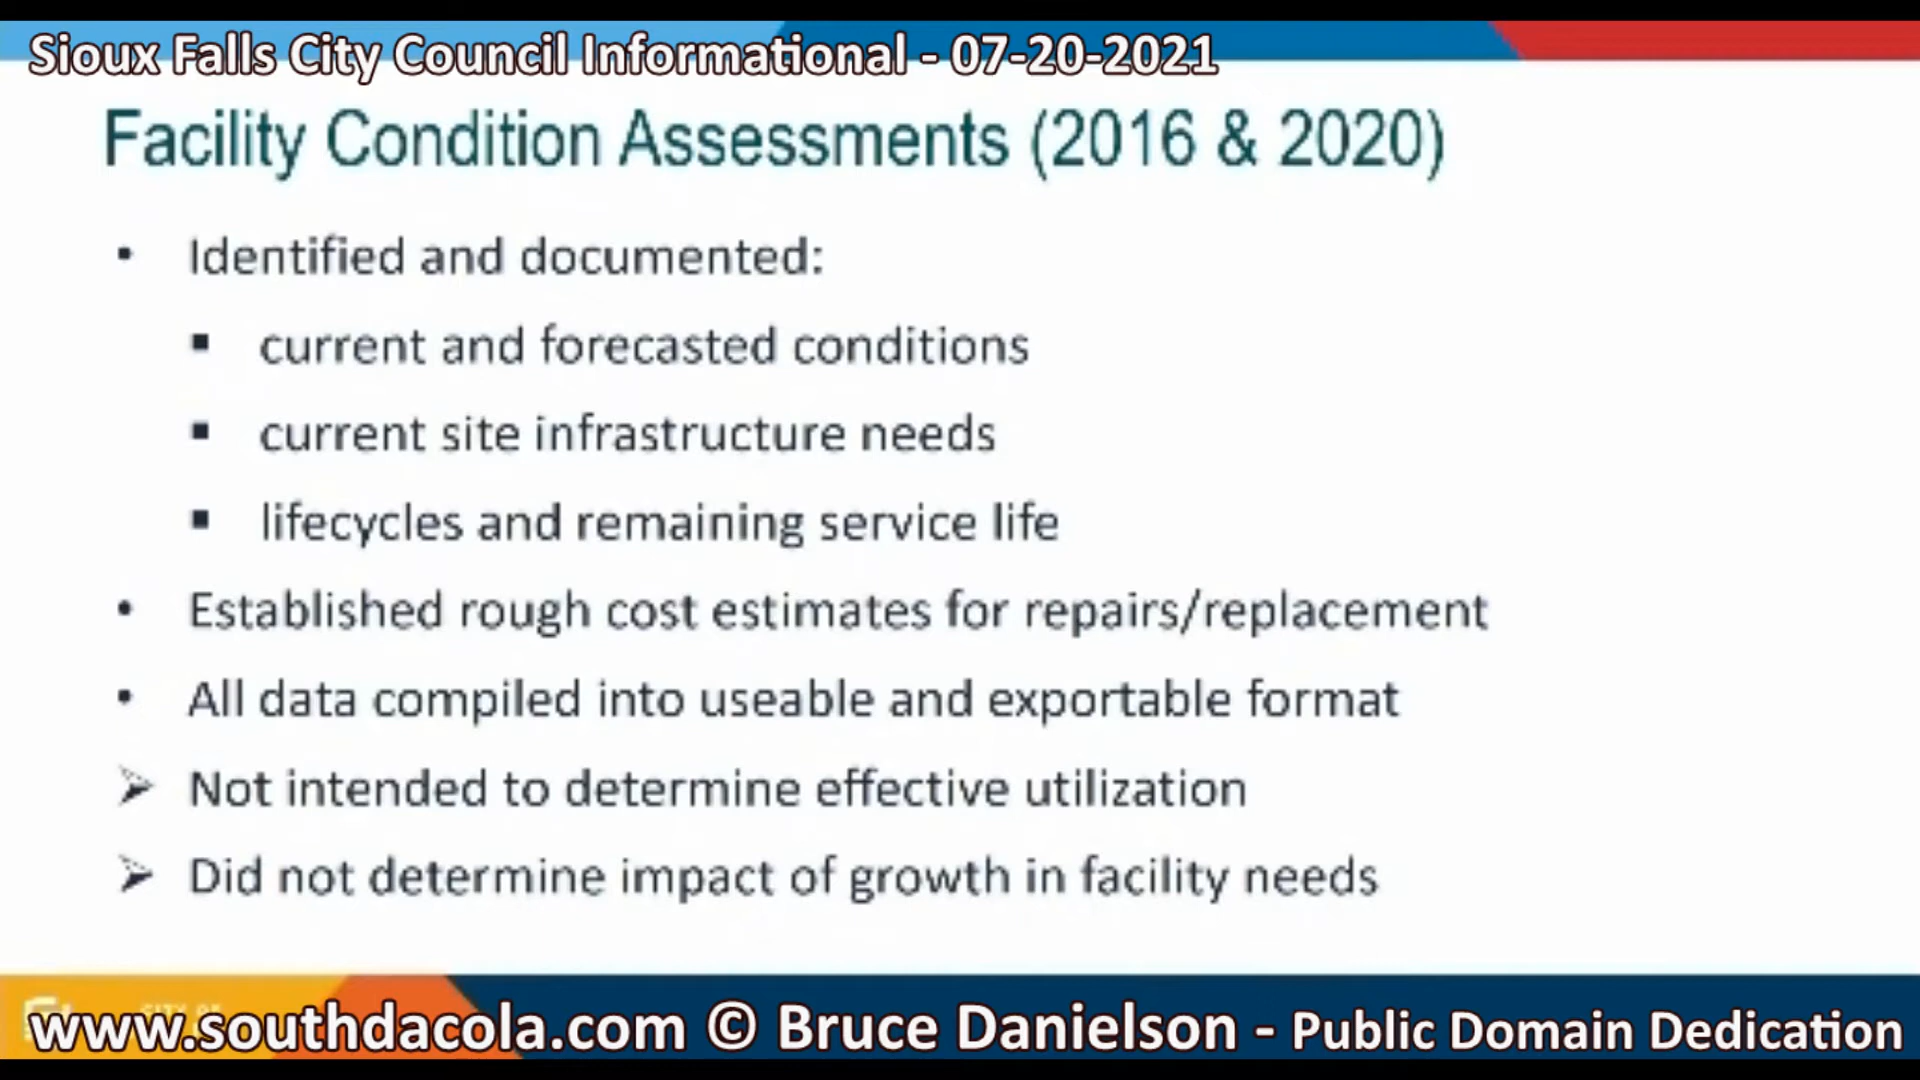 Sioux Falls City Council Informational - 07-20-2021
Facility Condition Assessments (2016 & 2020)
• Identified and documented:
▪ current and forecasted conditions
▪ current site infrastructure needs
▪ lifecycles and remaining service life
• Established rough cost estimates for repairs/replacement
• All data compiled into useable and exportable format
➢ Not intended to determine effective utilization
➢ Did not determine impact of growth in facility needs
www.southdacola.com © Bruce Danielson - Public Domain Dedication